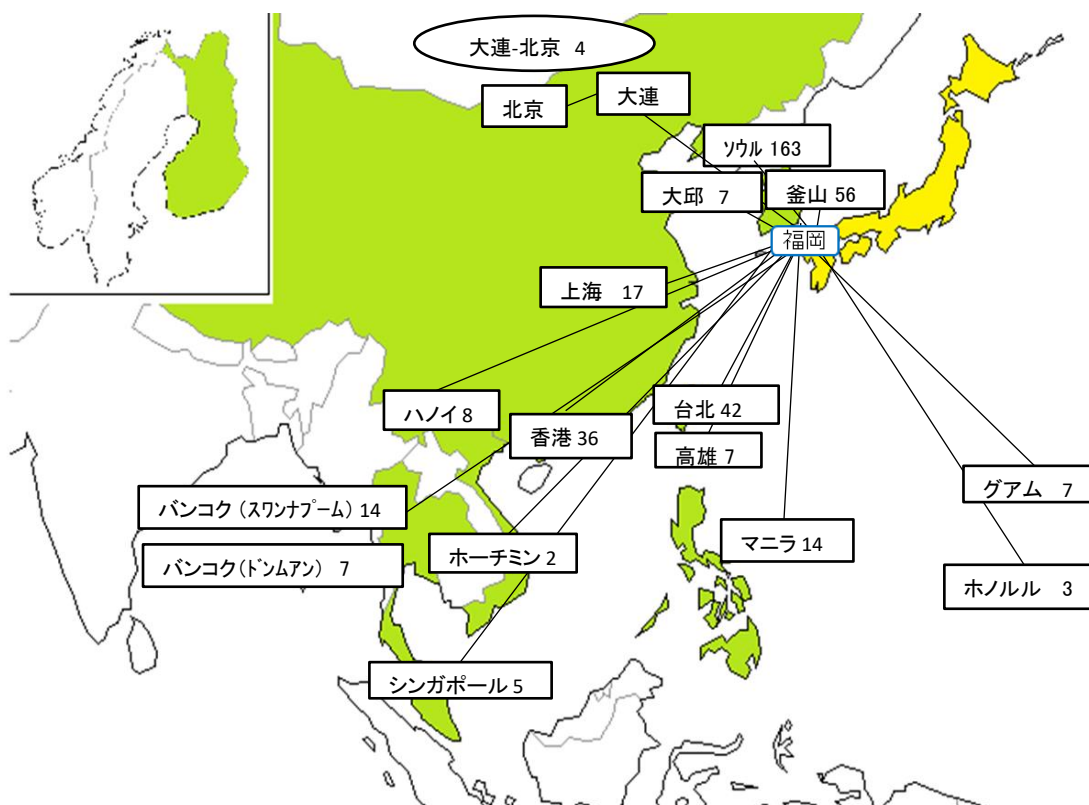 大連-北京 4
北京
大連
ｿｳﾙ 163
大邱 7
釜山 56
福岡
上海 17
ハノイ 8
香港 36
台北 42
高雄 7
グアム 7
バンコク (ｽﾜﾝﾅﾌﾟｰﾑ) 14
マニラ 14
バンコク(ﾄﾞﾝﾑｱﾝ) 7
ホーチミン 2
ホノルル 3
シンガポール 5